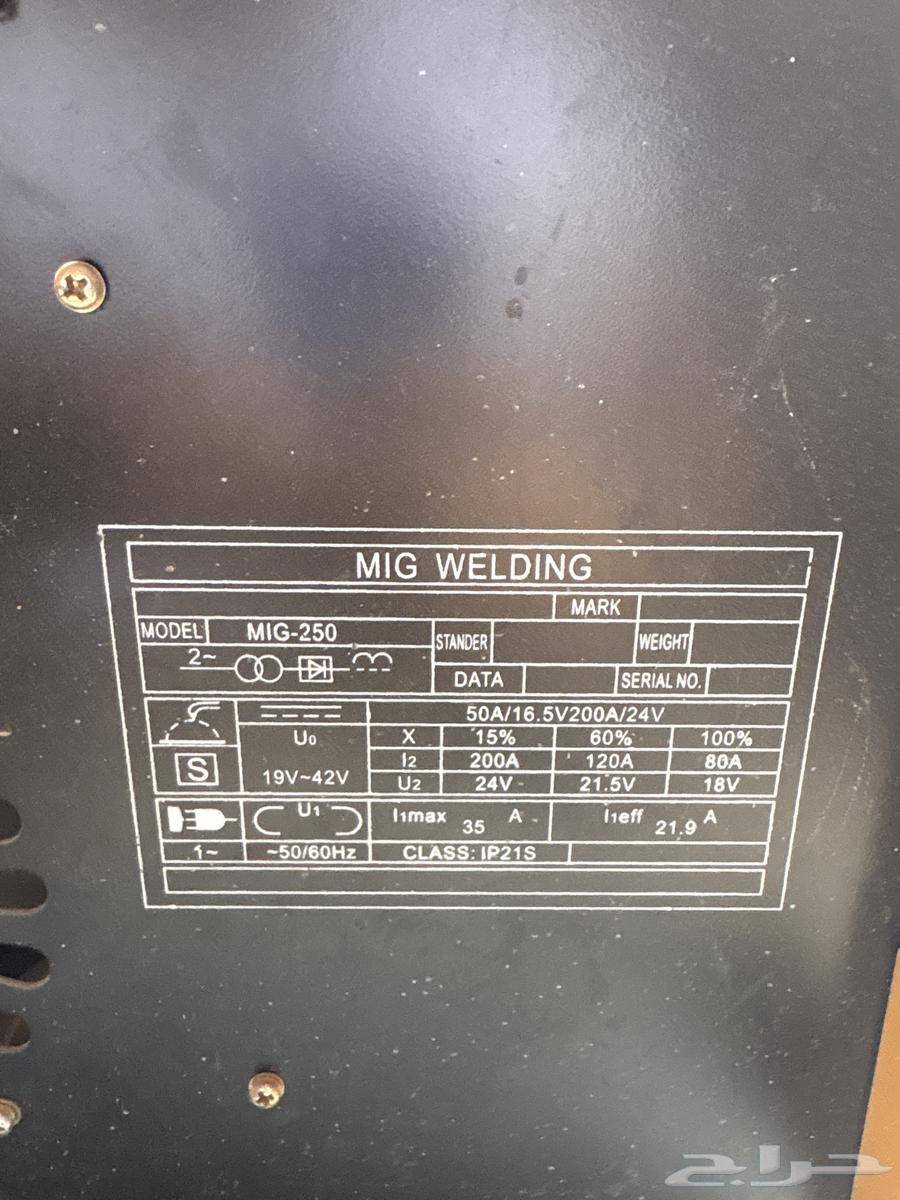 MIG WELDING
MARK
MODEL MIG-250 STANDER WEIGHT
2~
DATA SERIAL NO.
50A/16.5V200A/24V
U0 X 15% 60% 100%
I2 200A 120A 80A
S 19V~42V U2 24V 21.5V 18V
U1 I1max 35 A I1eff 21.9 A
1~ ~50/60Hz CLASS: IP21S
حراج